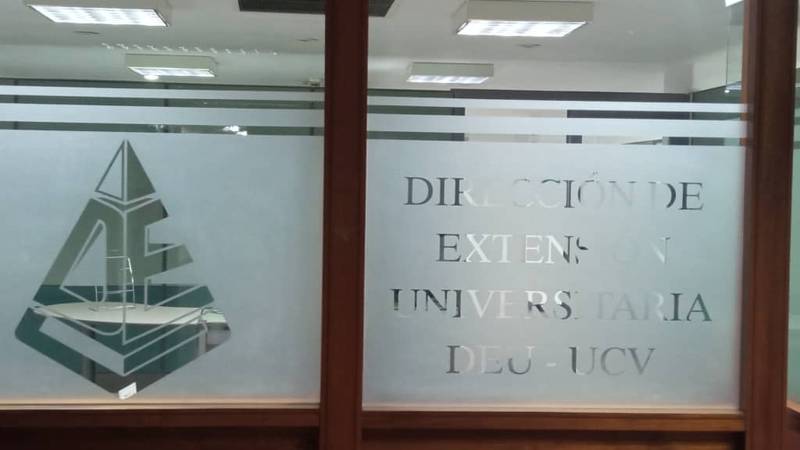 DIRECCIÓN DE
EXTENSIÓN
UNIVERSITARIA
DEU - UCV